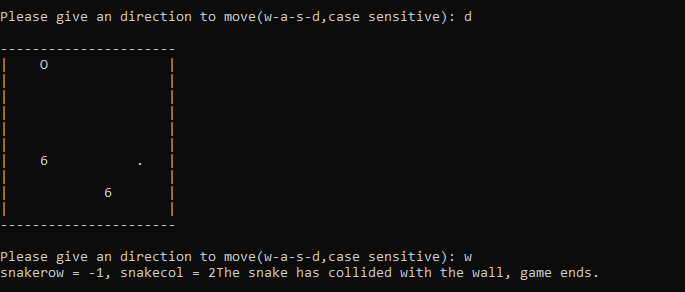 Please give an direction to move(w-a-s-d,case sensitive): d
----------------------
|    O               |
|                    |
|                    |
|                    |
|                    |
|                    |
|    6           .   |
|                    |
|            6       |
|                    |
----------------------
Please give an direction to move(w-a-s-d,case sensitive): w
snakerow = -1, snakecol = 2The snake has collided with the wall, game ends.